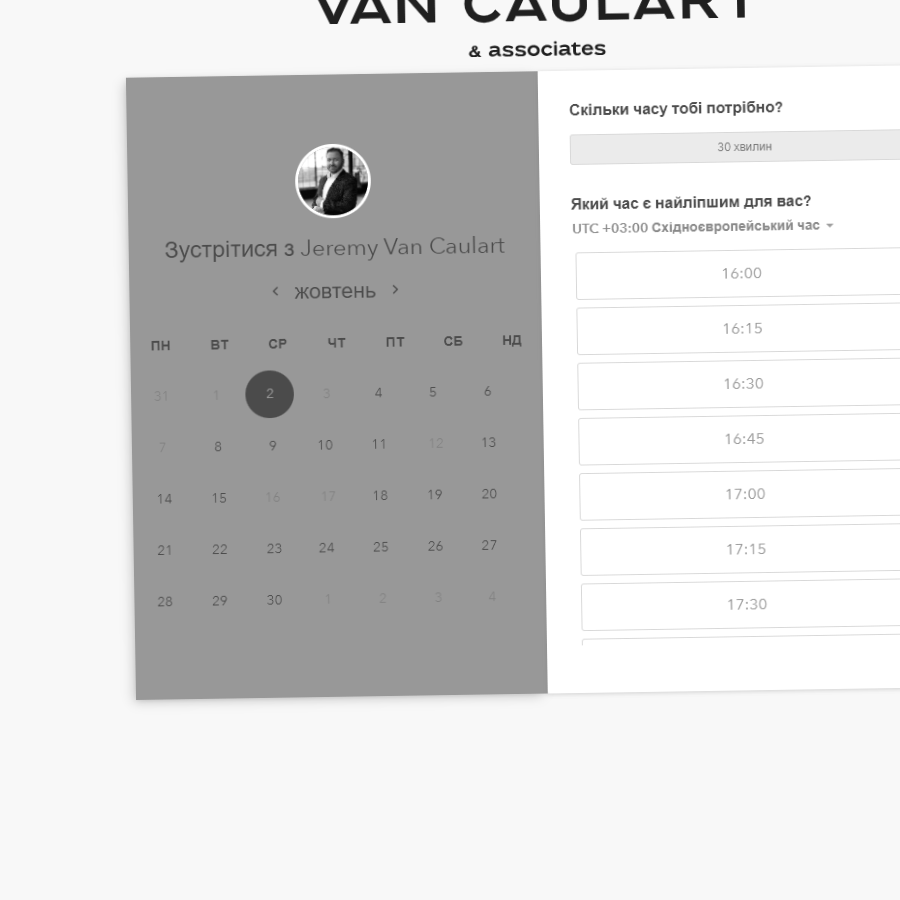 VAN CAULART
& associates
Зустрітися з Jeremy Van Caulart
жовтень
ПН ВТ СР ЧТ ПТ СБ НД
31 1 2 3 4 5 6
7 8 9 10 11 12 13
14 15 16 17 18 19 20
21 22 23 24 25 26 27
28 29 30 1 2 3 4
Скільки часу тобі потрібно?
30 хвилин
Який час є найліпшим для вас?
UTC +03:00 Східноєвропейський час
16:00
16:15
16:30
16:45
17:00
17:15
17:30